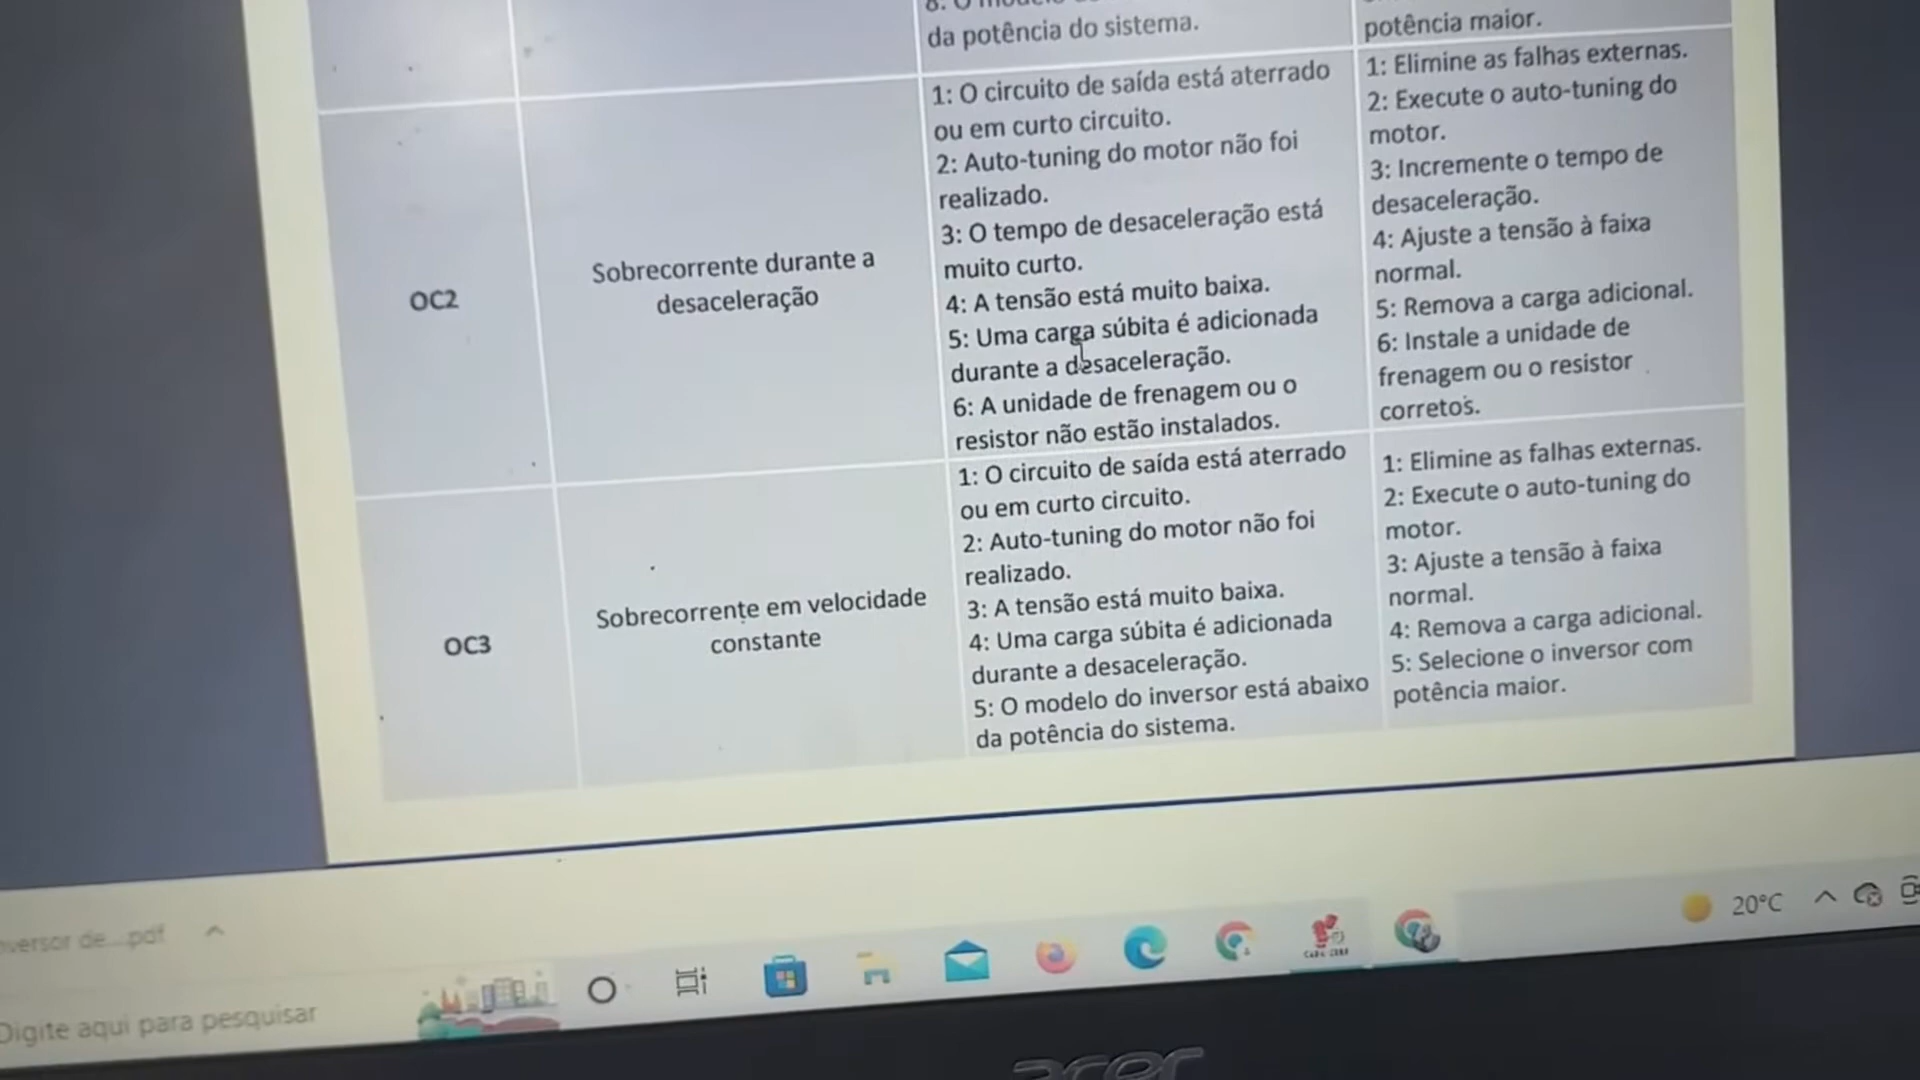 da potência do sistema.
potência maior.
OC2
Sobrecorrente durante a
desaceleração
1: O circuito de saída está aterrado
ou em curto circuito.
2: Auto-tuning do motor não foi
realizado.
3: O tempo de desaceleração está
muito curto.
4: A tensão está muito baixa.
5: Uma carga súbita é adicionada
durante a desaceleração.
6: A unidade de frenagem ou o
resistor não estão instalados.
1: Elimine as falhas externas.
2: Execute o auto-tuning do
motor.
3: Incremente o tempo de
desaceleração.
4: Ajuste a tensão à faixa
normal.
5: Remova a carga adicional.
6: Instale a unidade de
frenagem ou o resistor
corretos.
OC3
Sobrecorrente em velocidade
constante
1: O circuito de saída está aterrado
ou em curto circuito.
2: Auto-tuning do motor não foi
realizado.
3: A tensão está muito baixa.
4: Uma carga súbita é adicionada
durante a desaceleração.
5: O modelo do inversor está abaixo
da potência do sistema.
1: Elimine as falhas externas.
2: Execute o auto-tuning do
motor.
3: Ajuste a tensão à faixa
normal.
4: Remova a carga adicional.
5: Selecione o inversor com
potência maior.
de....pdf
Digite aqui para pesquisar
20°C
acer